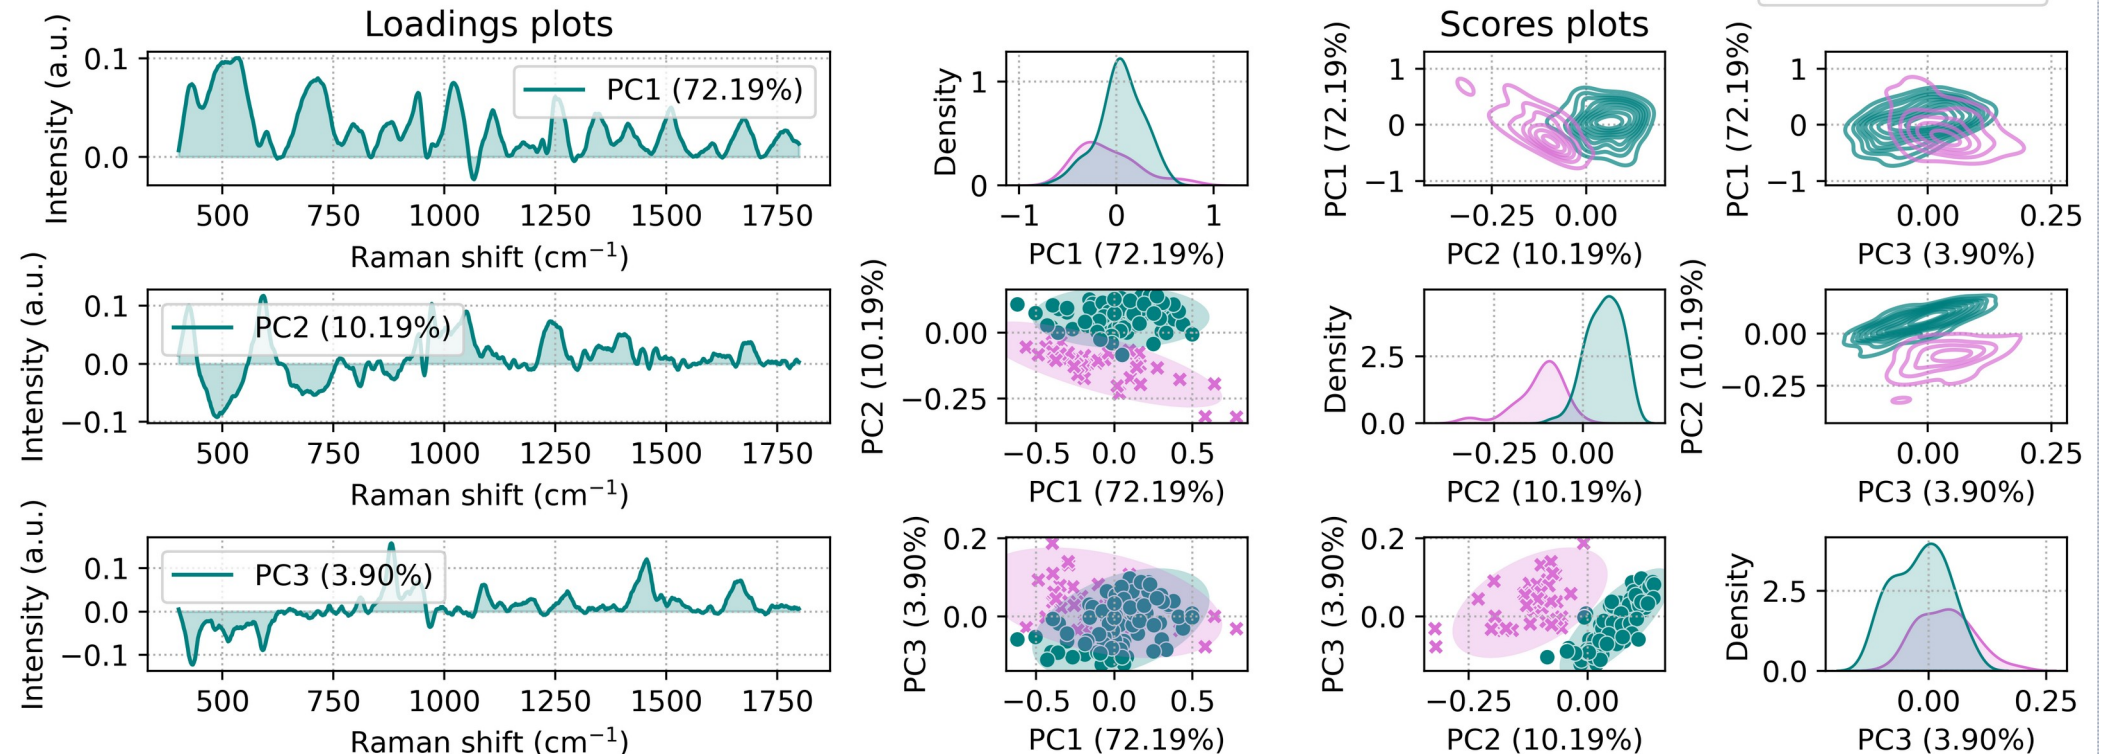 Loadings plots
Scores plots
Intensity (a.u.)
0.1
0.0
PC1 (72.19%)
500 750 1000 1250 1500 1750
Raman shift (cm⁻¹)
Density
1
0
−1 0 1
PC1 (72.19%)
PC1 (72.19%)
1
0
−1
−0.25 0.00
PC2 (10.19%)
PC1 (72.19%)
1
0
−1
0.00 0.25
PC3 (3.90%)
Intensity (a.u.)
0.1
0.0
−0.1
PC2 (10.19%)
500 750 1000 1250 1500 1750
Raman shift (cm⁻¹)
PC2 (10.19%)
0.00
−0.25
−0.5 0.0 0.5
PC1 (72.19%)
Density
2.5
0.0
−0.25 0.00
PC2 (10.19%)
PC2 (10.19%)
0.00
−0.25
0.00 0.25
PC3 (3.90%)
Intensity (a.u.)
0.1
0.0
−0.1
PC3 (3.90%)
500 750 1000 1250 1500 1750
Raman shift (cm⁻¹)
PC3 (3.90%)
0.2
0.0
−0.5 0.0 0.5
PC1 (72.19%)
PC3 (3.90%)
0.2
0.0
−0.25 0.00
PC2 (10.19%)
Density
2.5
0.0
0.00 0.25
PC3 (3.90%)